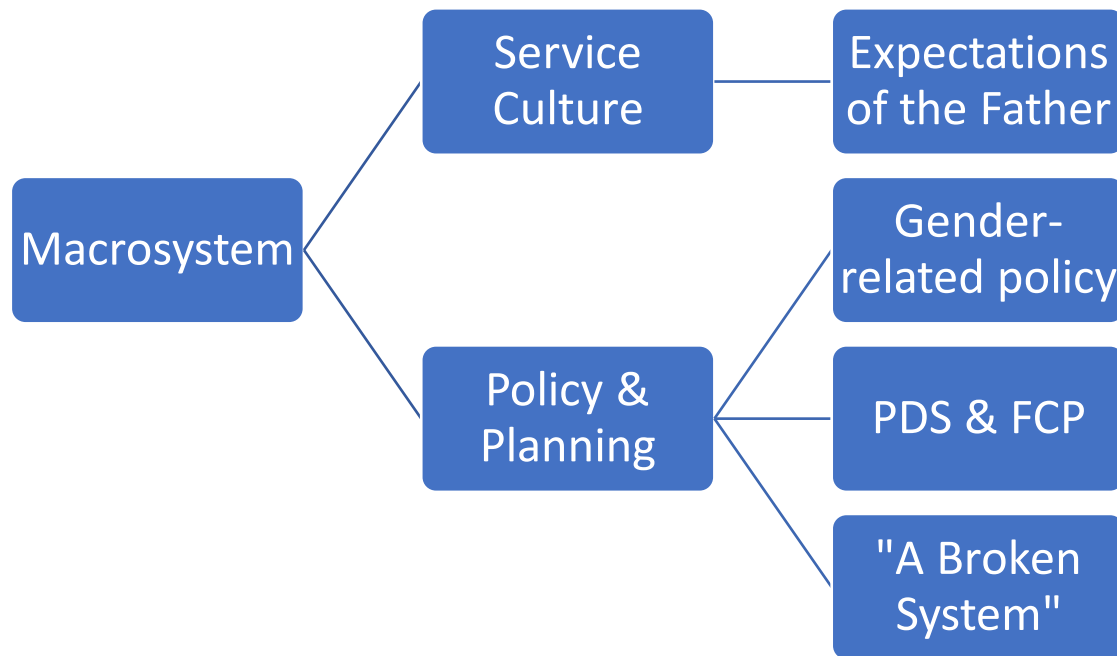 Macrosystem
Service
Culture
Expectations
of the Father
Policy &
Planning
Gender-
related policy
PDS & FCP
"A Broken
System"